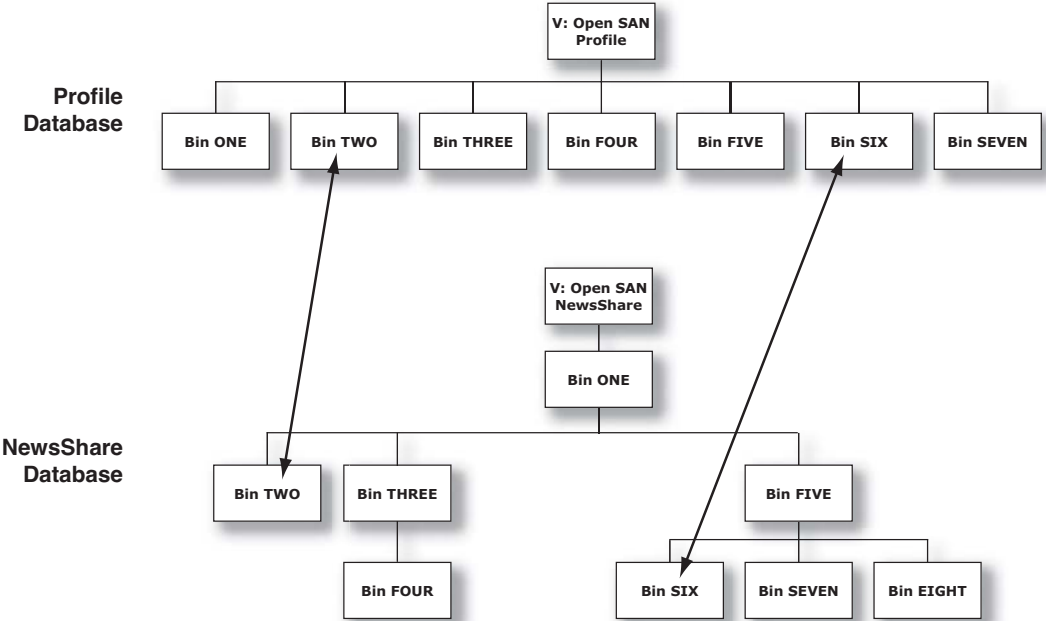 V: Open SAN
Profile
Profile
Database
Bin ONE
Bin TWO
Bin THREE
Bin FOUR
Bin FIVE
Bin SIX
Bin SEVEN
V: Open SAN
NewsShare
Bin ONE
NewsShare
Database
Bin TWO
Bin THREE
Bin FIVE
Bin FOUR
Bin SIX
Bin SEVEN
Bin EIGHT